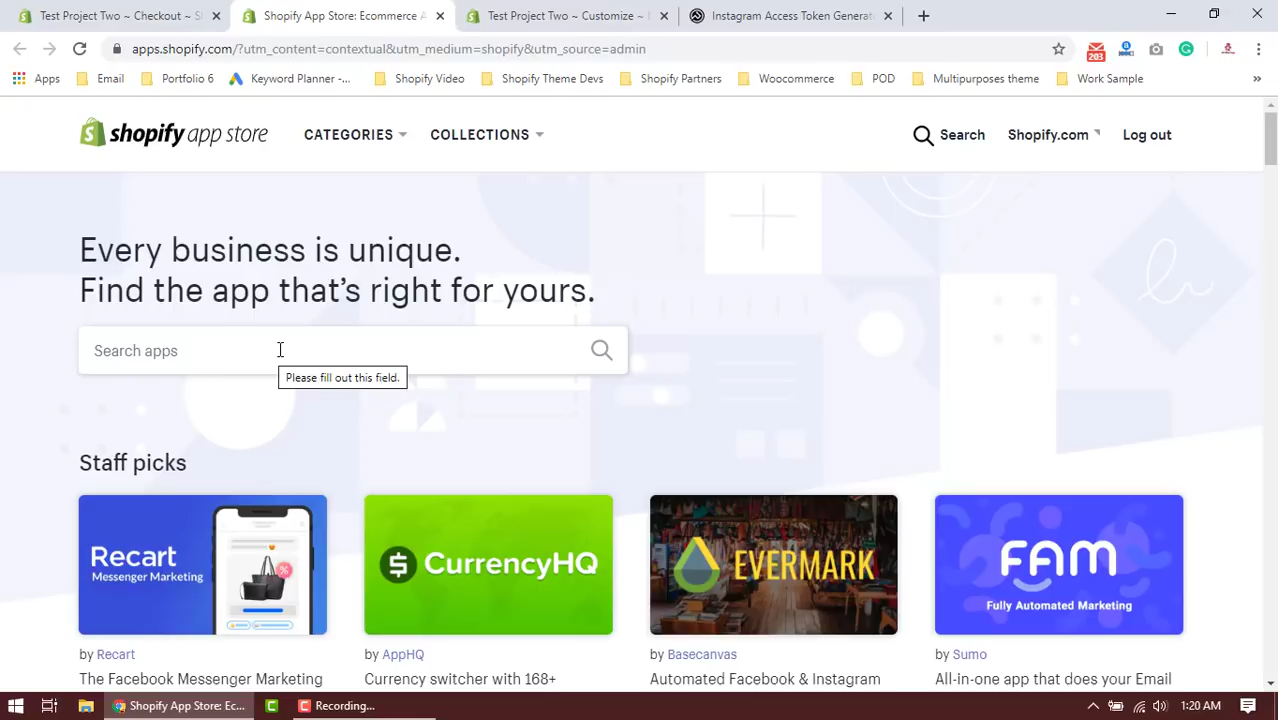 Test Project Two ~ Checkout ~ S
Shopify App Store: Ecommerce A
Test Project Two ~ Customize ~ 
Instagram Access Token Generat
apps.shopify.com/?utm_content=contextual&utm_medium=shopify&utm_source=admin
203
Apps
Email
Portfolio 6
Keyword Planner -...
Shopify Video
Shopify Theme Devs
Shopify Partners
Woocommerce
POD
Multipurposes theme
Work Sample
»
shopify app store
CATEGORIES
COLLECTIONS
Search
Shopify.com
Log out
Every business is unique.
Find the app that's right for yours.
Search apps
Please fill out this field.
Staff picks
Recart
Messenger Marketing
CurrencyHQ
EVERMARK
FAM
Fully Automated Marketing
by Recart
by AppHQ
by Basecanvas
by Sumo
The Facebook Messenger Marketing
Currency switcher with 168+
Automated Facebook & Instagram
All-in-one app that does your Email
Shopify App Store: Ec...
Recording...
1:20 AM